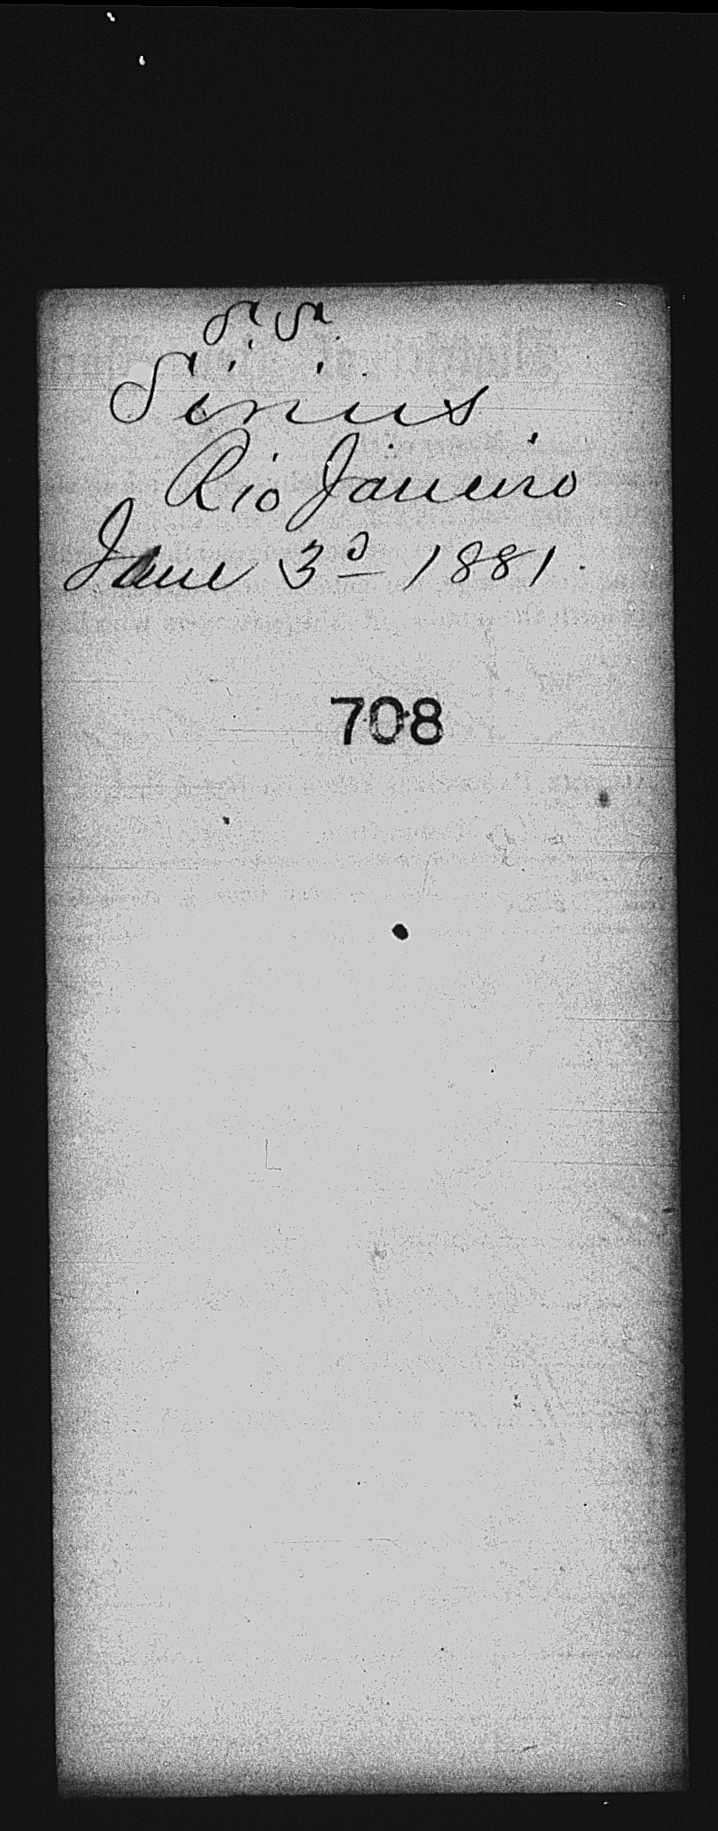 S. S.
Sirius
Rio Janeiro
June 3d 1881.
708